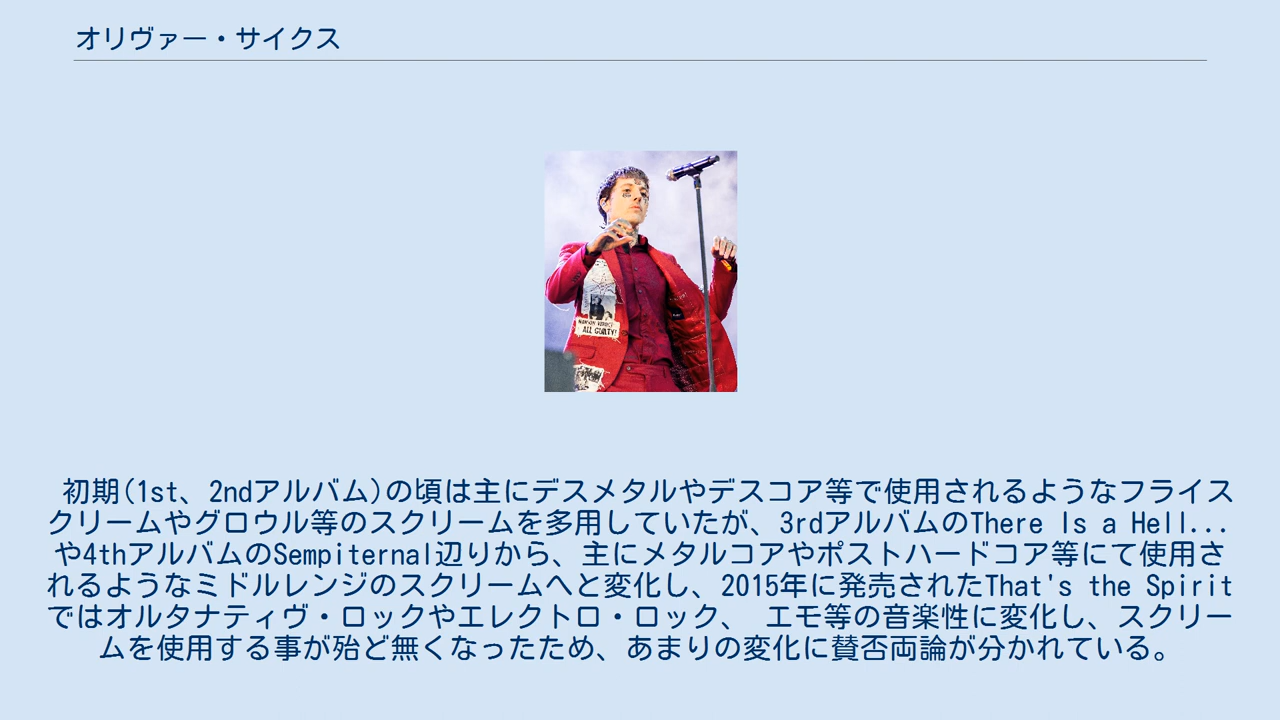 オリヴァー・サイクス
ALL GUILTY!
初期(1st、2ndアルバム)の頃は主にデスメタルやデスコア等で使用されるようなフライス
クリームやグロウル等のスクリームを多用していたが、3rdアルバムのThere Is a Hell...
や4thアルバムのSempiternal辺りから、主にメタルコアやポストハードコア等にて使用さ
れるようなミドルレンジのスクリームへと変化し、2015年に発売されたThat's the Spirit
ではオルタナティヴ・ロックやエレクトロ・ロック、 エモ等の音楽性に変化し、スクリー
ムを使用する事が殆ど無くなったため、あまりの変化に賛否両論が分かれている。